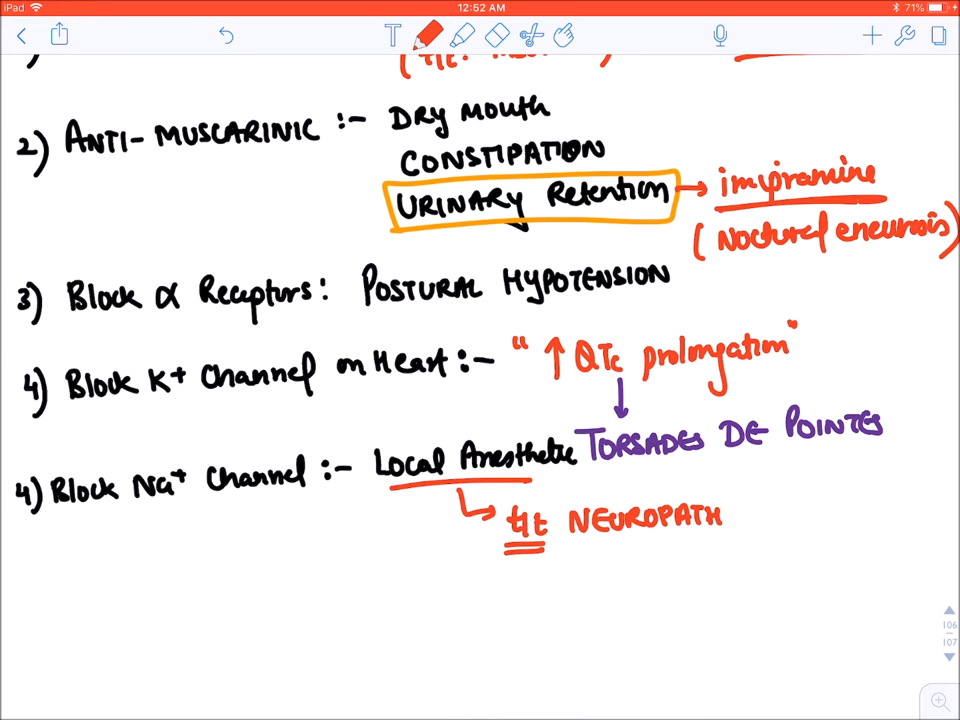 iPad 12:52 AM 71%
T
2) ANTI-MUSCARINIC :- DRY MOUTH
CONSTIPATION
URINARY Retention → imipramine
(Nocturel eneurosis)
3) Block α Receptors: POSTURAL HYPOTENSION
4) Block K+ Channel on Heart :- " ↑ QTc prolongation"
↓
TORSADES DE POINTES
4) Block Na+ Channel :- Local Anesthetic
→ t/t NEUROPATH
106
107